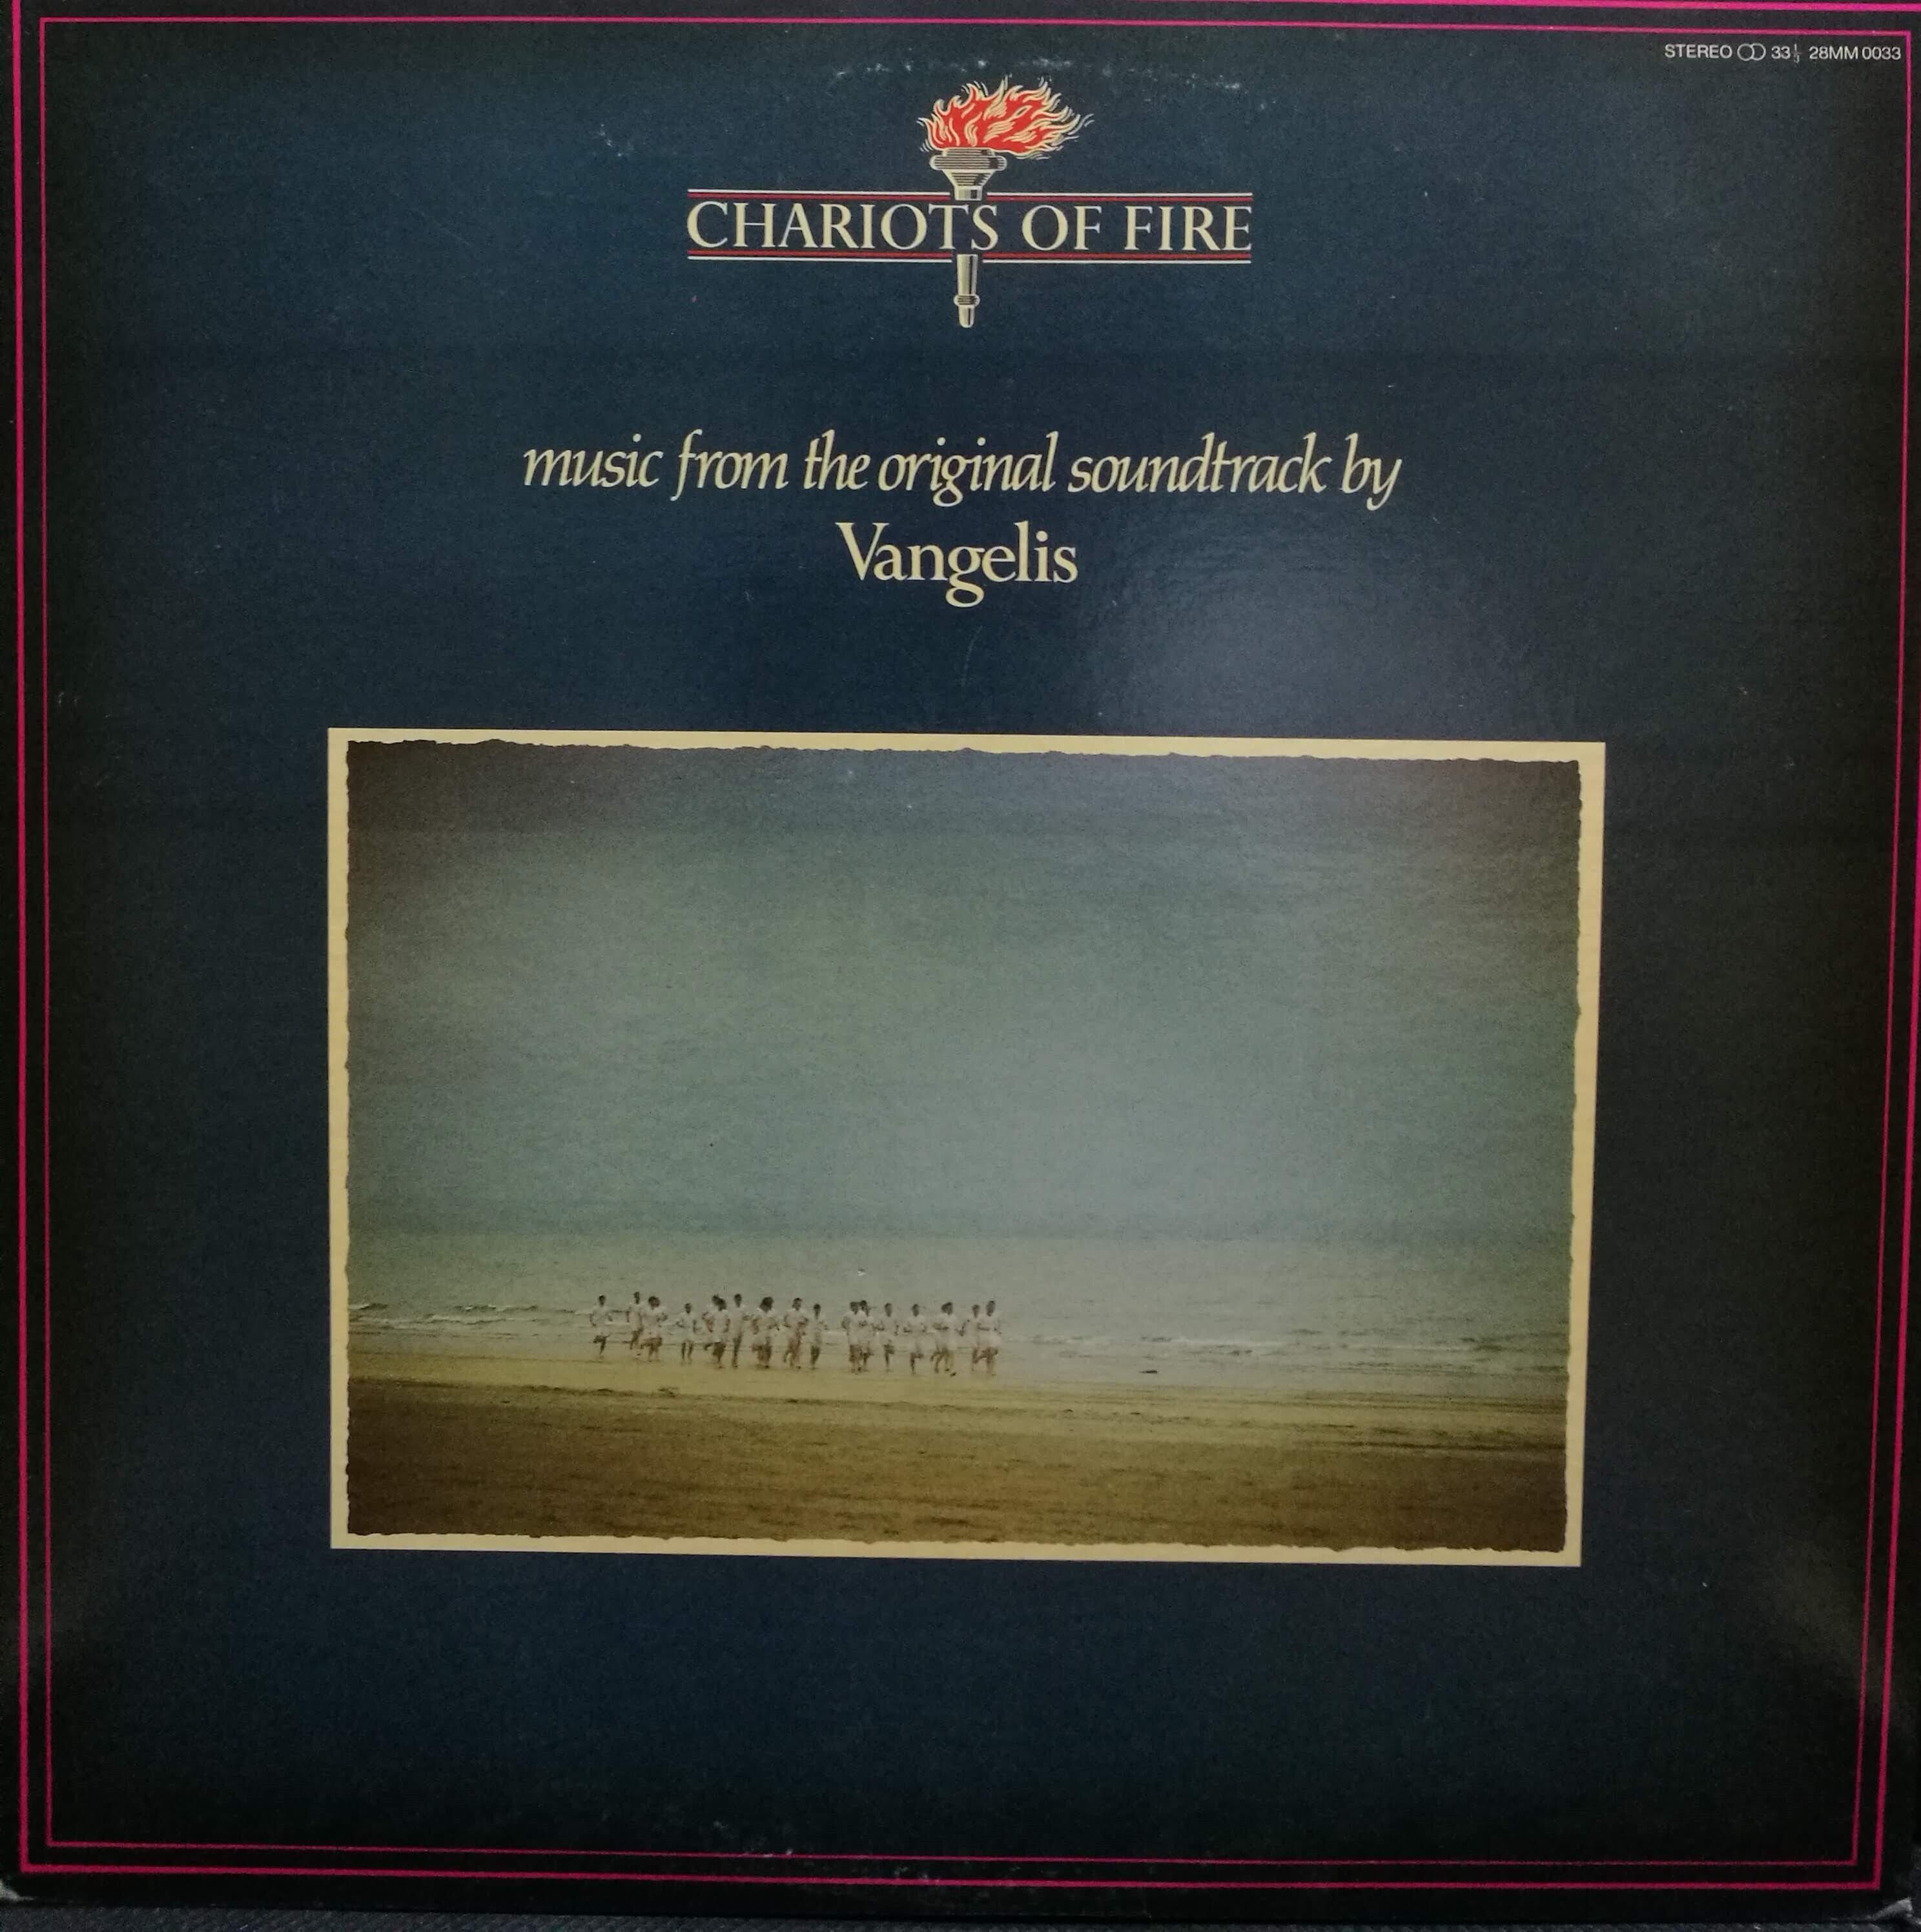 STEREO 33⅓ 28MM 0033
CHARIOTS OF FIRE
music from the original soundtrack by
Vangelis